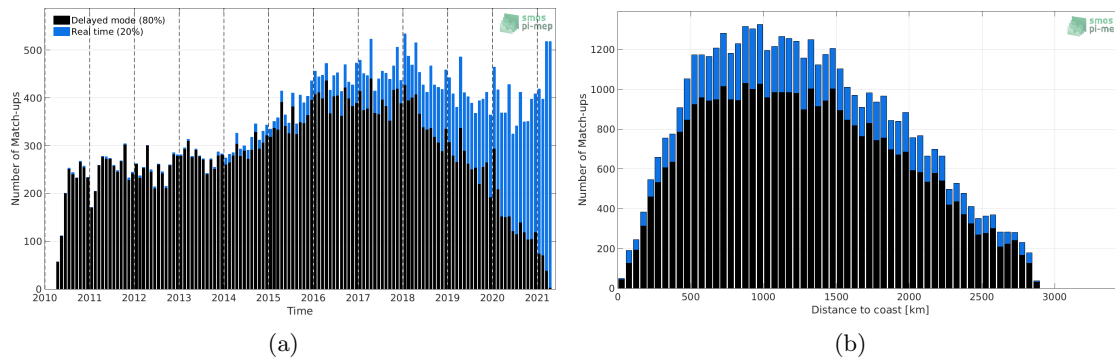 Delayed mode (80%)
Real time (20%)
smos
pi-mep
500
400
300
200
100
0
Number of Match-ups
2010 2011 2012 2013 2014 2015 2016 2017 2018 2019 2020 2021
Time
(a)
smos
pi-mep
1200
1000
800
600
400
200
0
Number of Match-ups
0 500 1000 1500 2000 2500 3000
Distance to coast [km]
(b)